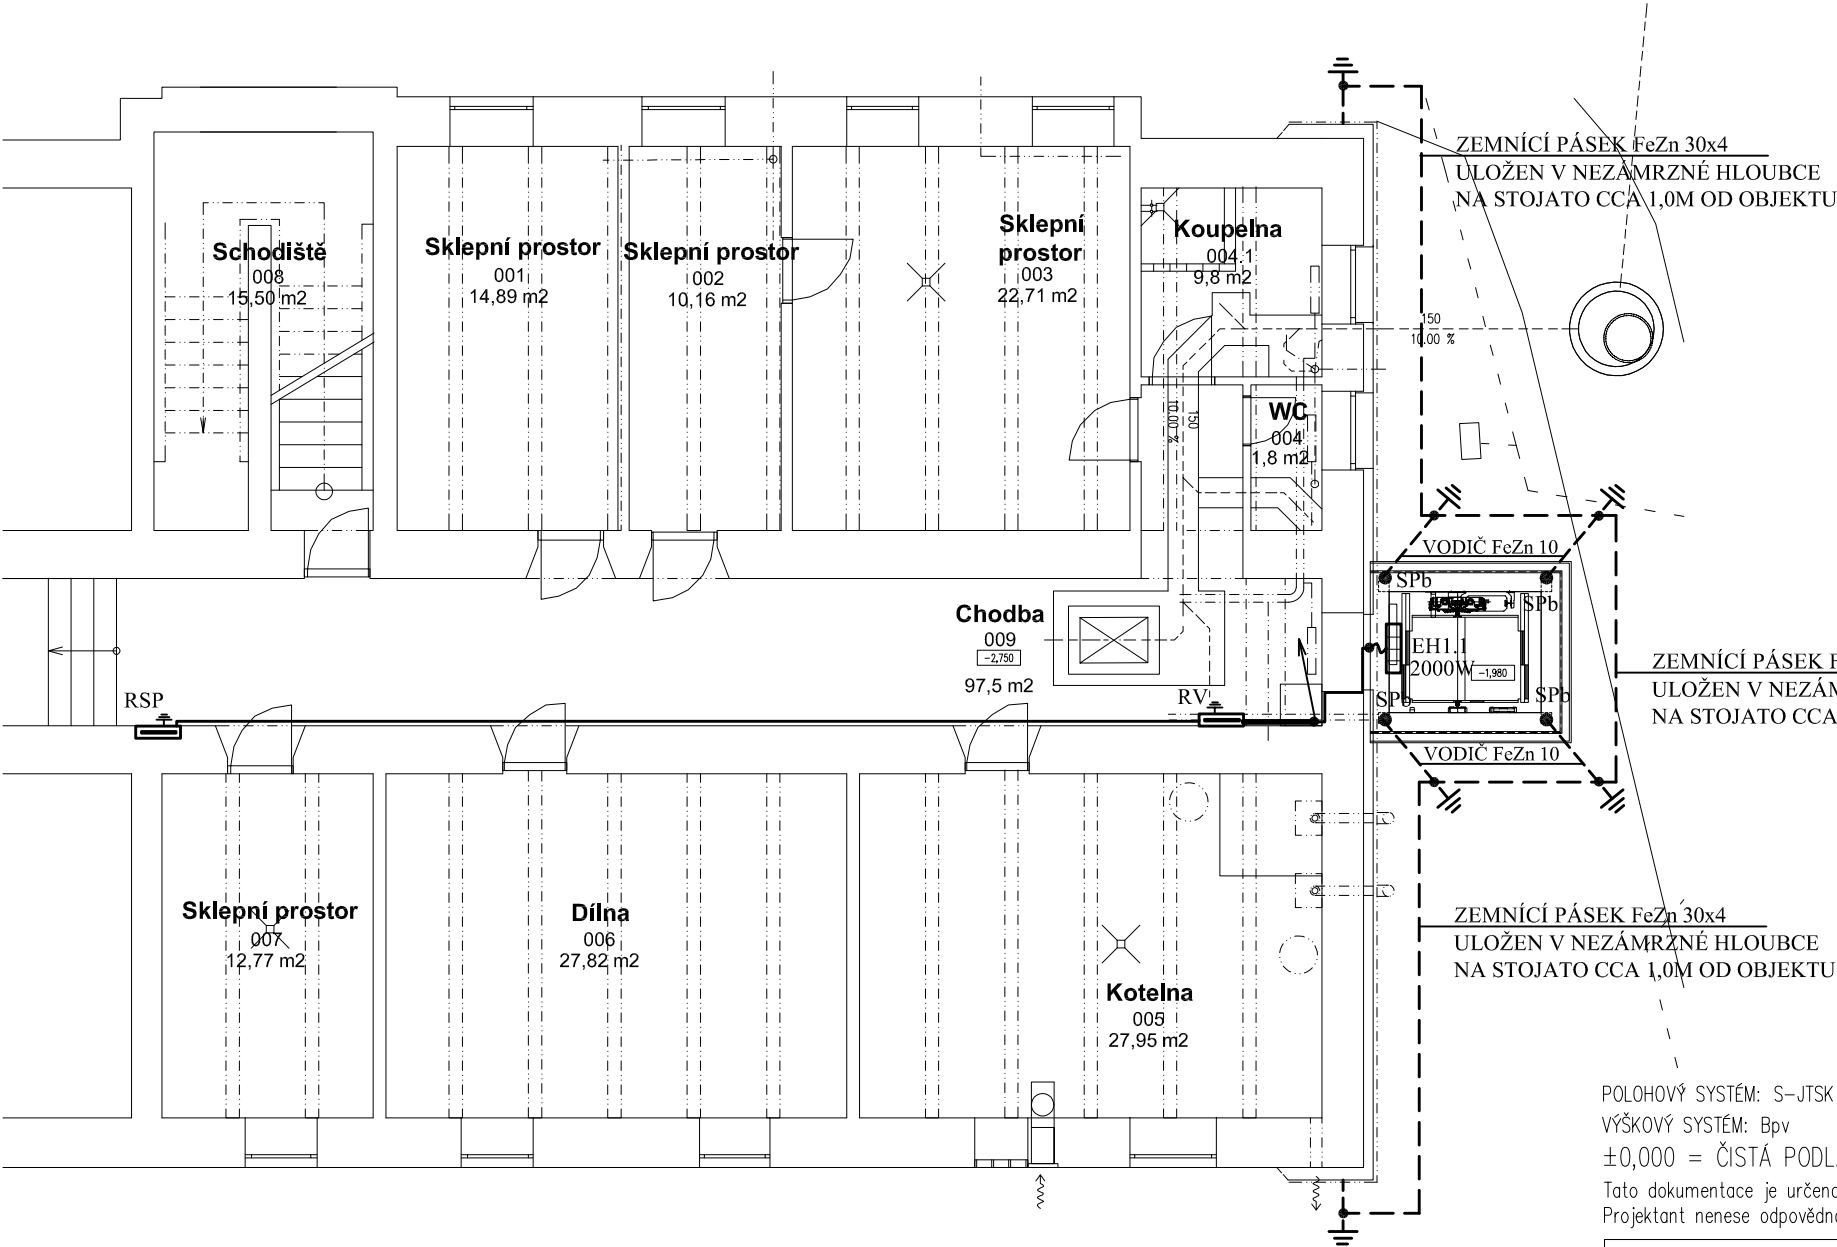 ZEMNÍCÍ PÁSEK FeZn 30x4
ULOŽEN V NEZÁMRZNÉ HLOUBCE
NA STOJATO CCA 1,0M OD OBJEKTU
Schodiště
008
15,50 m2
Sklepní prostor
001
14,89 m2
Sklepní prostor
002
10,16 m2
Sklepní
prostor
003
22,71 m2
Koupelna
004.1
9,8 m2
150
10.00 %
150
10.00 %
WC
004
1,8 m2
VODIČ FeZn 10
SPb
SPb
EH1.1
2000W
-1,980
SPb
SPb
VODIČ FeZn 10
Chodba
009
-2,750
97,5 m2
RSP
RV
ZEMNÍCÍ PÁSEK F
ULOŽEN V NEZÁM
NA STOJATO CCA
Sklepní prostor
007
12,77 m2
Dílna
006
27,82 m2
Kotelna
005
27,95 m2
ZEMNÍCÍ PÁSEK FeZn 30x4
ULOŽEN V NEZÁMRZNÉ HLOUBCE
NA STOJATO CCA 1,0M OD OBJEKTU
POLOHOVÝ SYSTÉM: S-JTSK
VÝŠKOVÝ SYSTÉM: Bpv
±0,000 = ČISTÁ PODL
Tato dokumentace je určena
Projektant nenese odpovědno